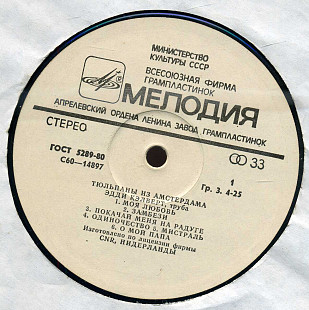 МИНИСТЕРСТВО
КУЛЬТУРЫ СССР
ВСЕСОЮЗНАЯ ФИРМА
ГРАМПЛАСТИНОК
МЕЛОДИЯ
АПРЕЛЕВСКИЙ ОРДЕНА ЛЕНИНА ЗАВОД ГРАМПЛАСТИНОК
СТЕРЕО
33
ГОСТ 5289-80
С60—14897
1
Гр. 3. 4-25
ТЮЛЬПАНЫ ИЗ АМСТЕРДАМА
ЭДДИ КЭЛВЕРТ, труба
1. МОЯ ЛЮБОВЬ
2. ЗАМБЕЗИ
3. ПОКАЧАЙ МЕНЯ НА РАДУГЕ
4. ОДИНОЧЕСТВО 5. МИСТРАЛЬ
6. О МОЙ ПАПА
Изготовлено по лицензии фирмы
CNR, НИДЕРЛАНДЫ